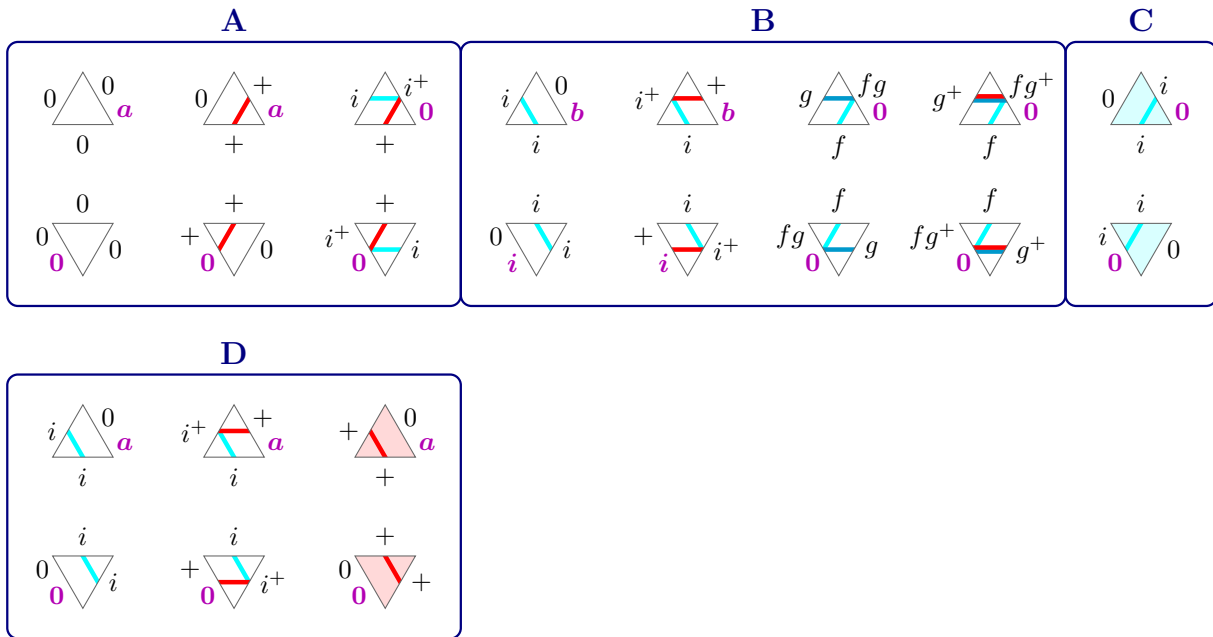 A B C
0 0 a 0 + a i i⁺ 0 i 0 b i⁺ + b g fg 0 g⁺ fg⁺ 0 0 i 0
0 + + i i f f i
0 + + i i f f i
0 0 0 + 0 0 i⁺ i 0 0 i i + i⁺ i fg g 0 fg⁺ g⁺ 0 i 0 0
D
i 0 a i⁺ + a + 0 a
i i +
i i +
0 i 0 + i⁺ 0 0 + 0